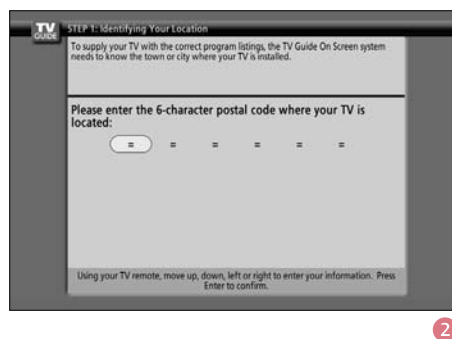 TV
GUIDE
STEP 1: Identifying Your Location
To supply your TV with the correct program listings, the TV Guide On Screen system
needs to know the town or city where your TV is installed.
Please enter the 6-character postal code where your TV is
located:
= = = = = =
Using your TV remote, move up, down, left or right to enter your information. Press
Enter to confirm.
2